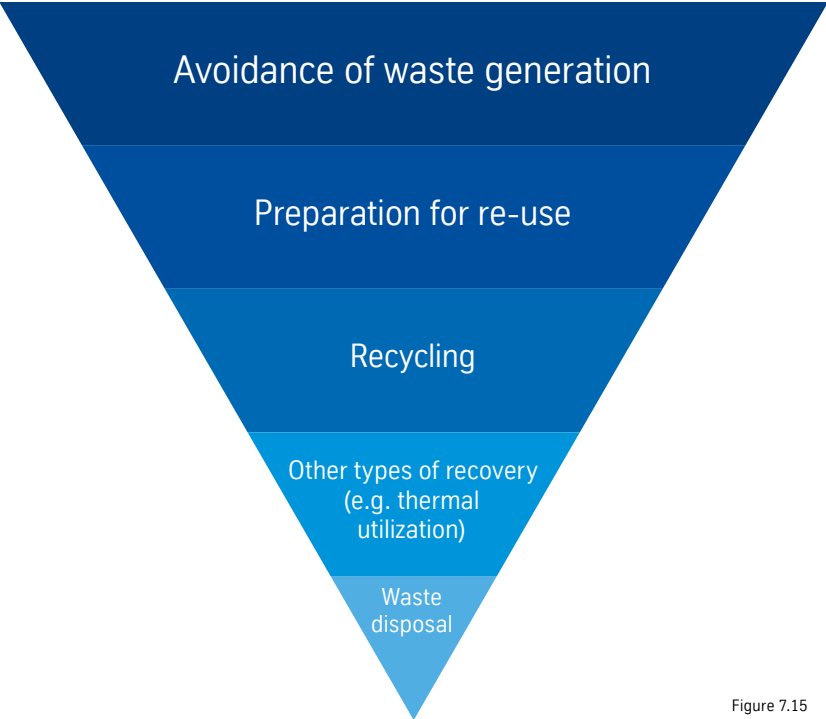 Avoidance of waste generation
Preparation for re-use
Recycling
Other types of recovery
(e.g. thermal
utilization)
Waste
disposal
Figure 7.15